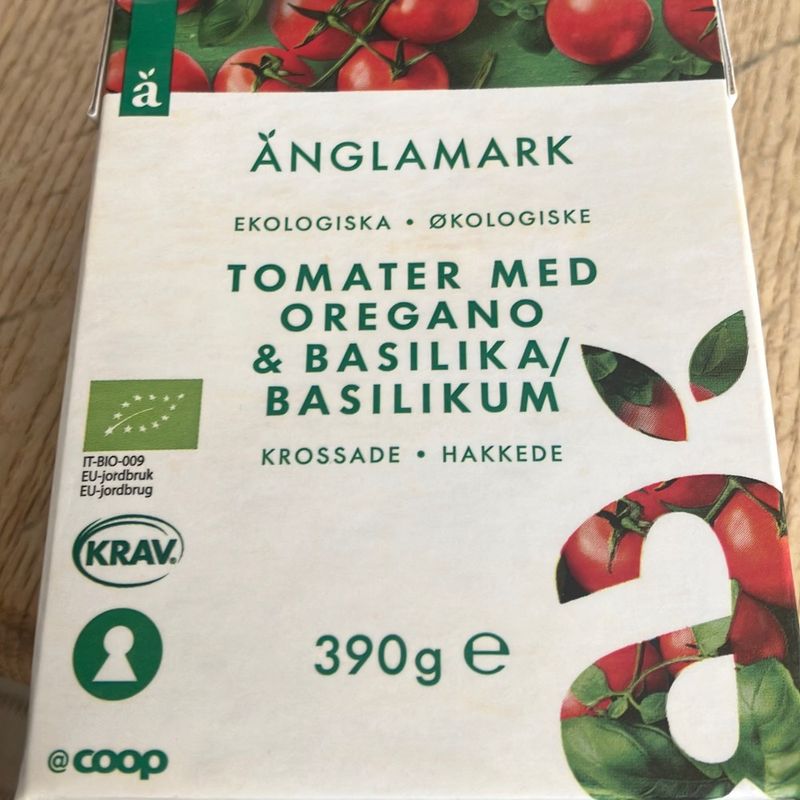 ä
ÄNGLAMARK
EKOLOGISKA • ØKOLOGISKE
TOMATER MED
OREGANO
& BASILIKA/
BASILIKUM
KROSSADE • HAKKEDE
IT-BIO-009
EU-jordbruk
EU-jordbrug
KRAV®
390g ℮
@coop
ä